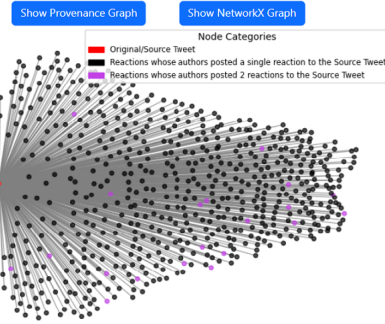 Show Provenance Graph
Show NetworkX Graph
Node Categories
Original/Source Tweet
Reactions whose authors posted a single reaction to the Source Tweet
Reactions whose authors posted 2 reactions to the Source Tweet